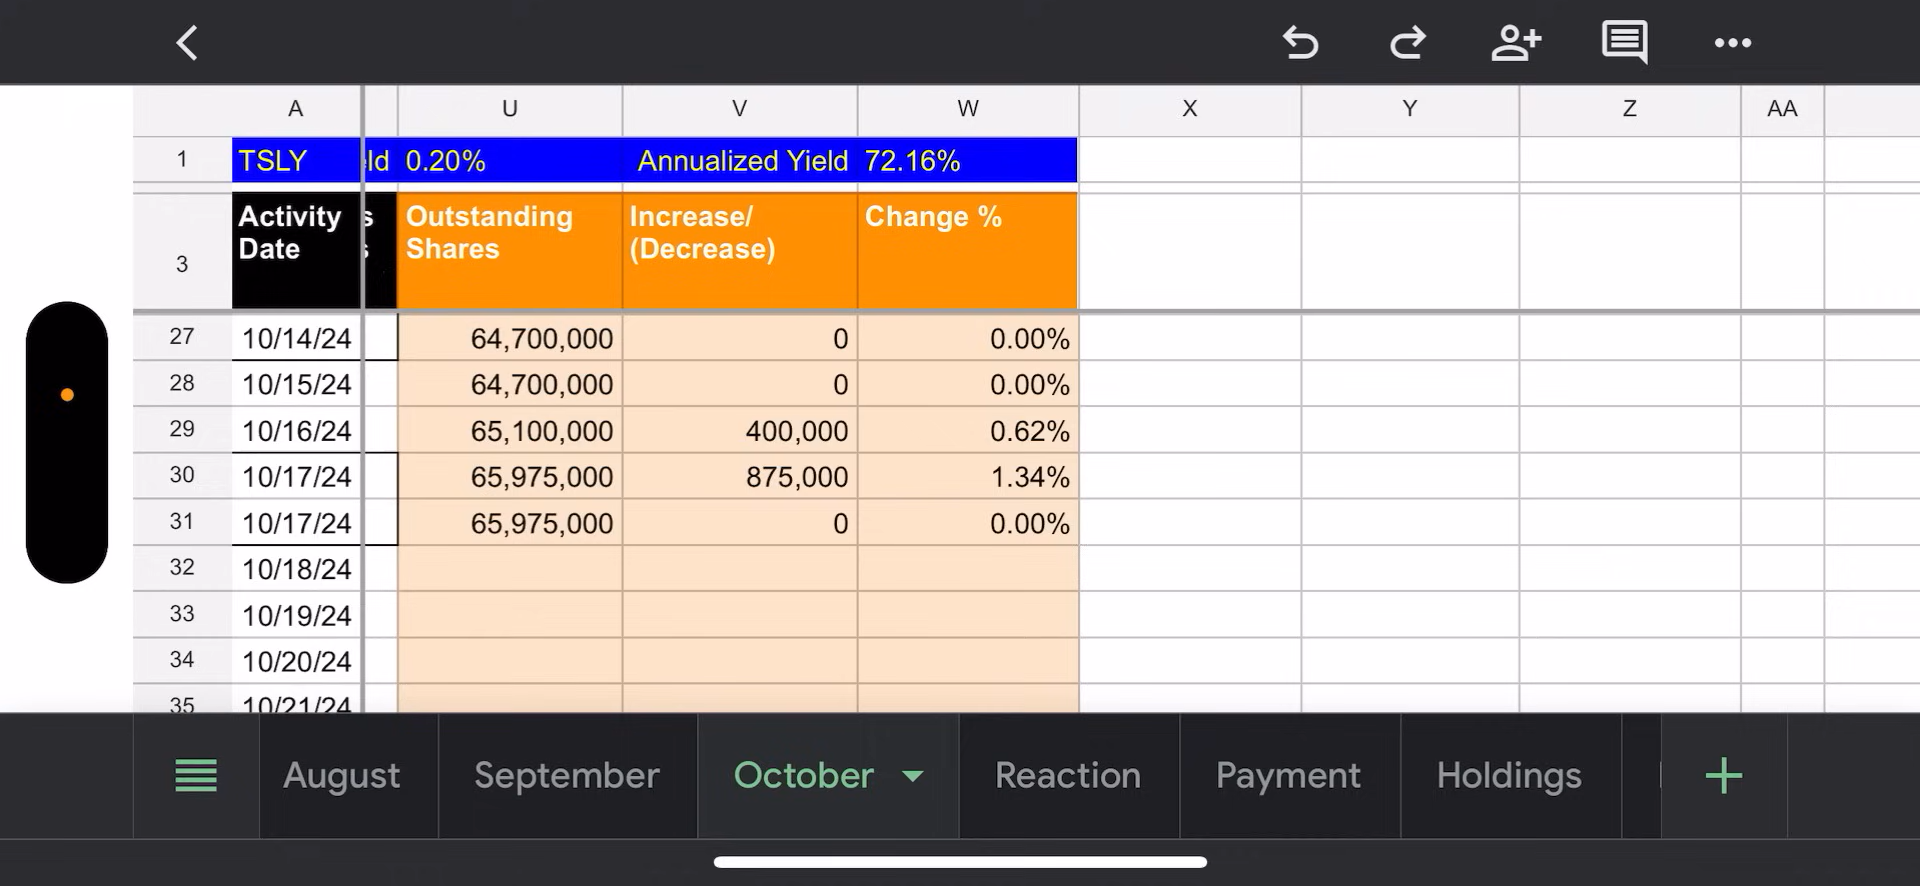 A U V W X Y Z AA
1 TSLY ld 0.20% Annualized Yield 72.16%
3 Activity Date s s Outstanding Shares Increase/ (Decrease) Change %
27 10/14/24 64,700,000 0 0.00%
28 10/15/24 64,700,000 0 0.00%
29 10/16/24 65,100,000 400,000 0.62%
30 10/17/24 65,975,000 875,000 1.34%
31 10/17/24 65,975,000 0 0.00%
32 10/18/24
33 10/19/24
34 10/20/24
35 10/21/24
August September October Reaction Payment Holdings